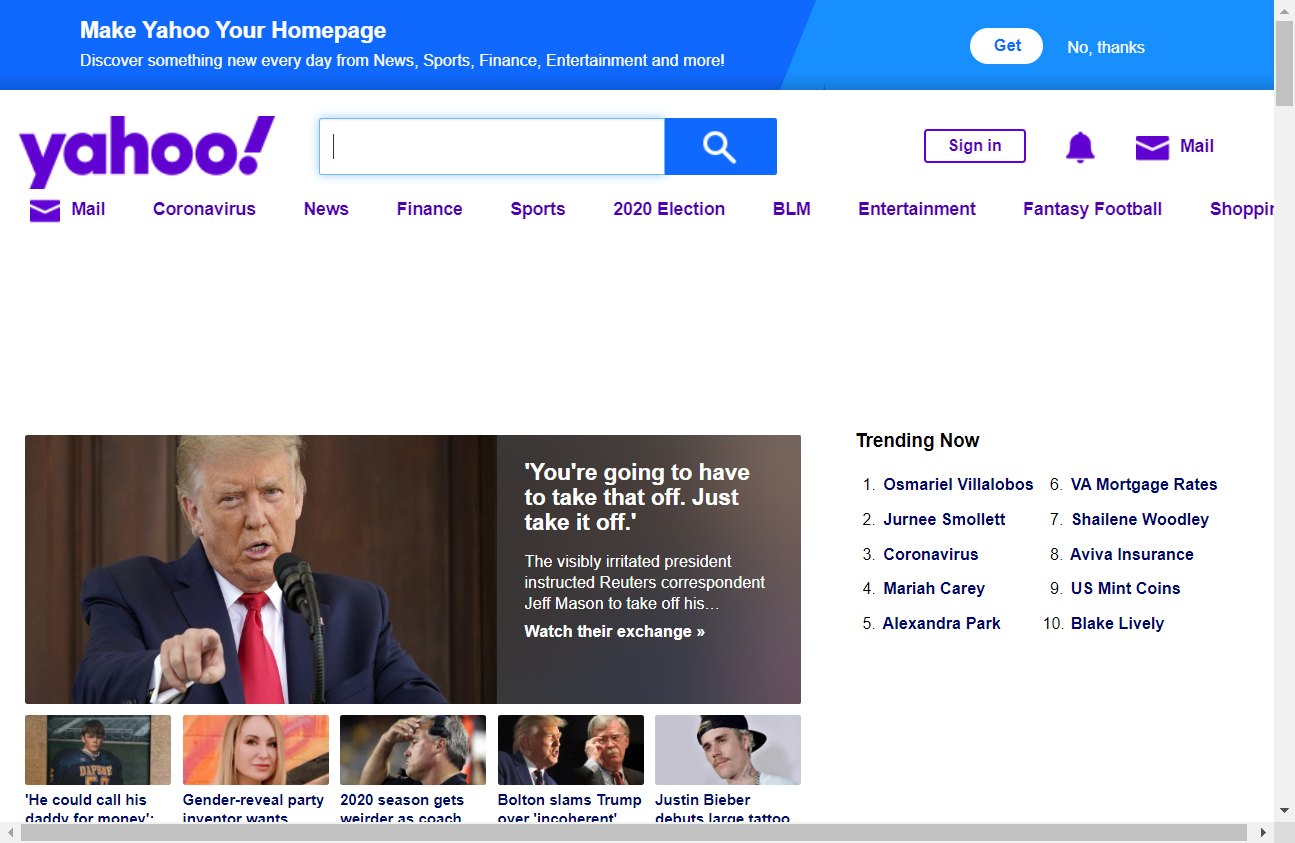 Make Yahoo Your Homepage
Discover something new every day from News, Sports, Finance, Entertainment and more!
Get
No, thanks
yahoo!
Sign in
Mail
Mail Coronavirus News Finance Sports 2020 Election BLM Entertainment Fantasy Football Shoppin
'You're going to have
to take that off. Just
take it off.'
The visibly irritated president
instructed Reuters correspondent
Jeff Mason to take off his…
Watch their exchange »
Trending Now
1. Osmariel Villalobos
2. Jurnee Smollett
3. Coronavirus
4. Mariah Carey
5. Alexandra Park
6. VA Mortgage Rates
7. Shailene Woodley
8. Aviva Insurance
9. US Mint Coins
10. Blake Lively
DAPHNE
'He could call his
daddy for money':
Gender-reveal party
inventor wants
2020 season gets
weirder as coach
Bolton slams Trump
over 'incoherent'
Justin Bieber
debuts large tattoo